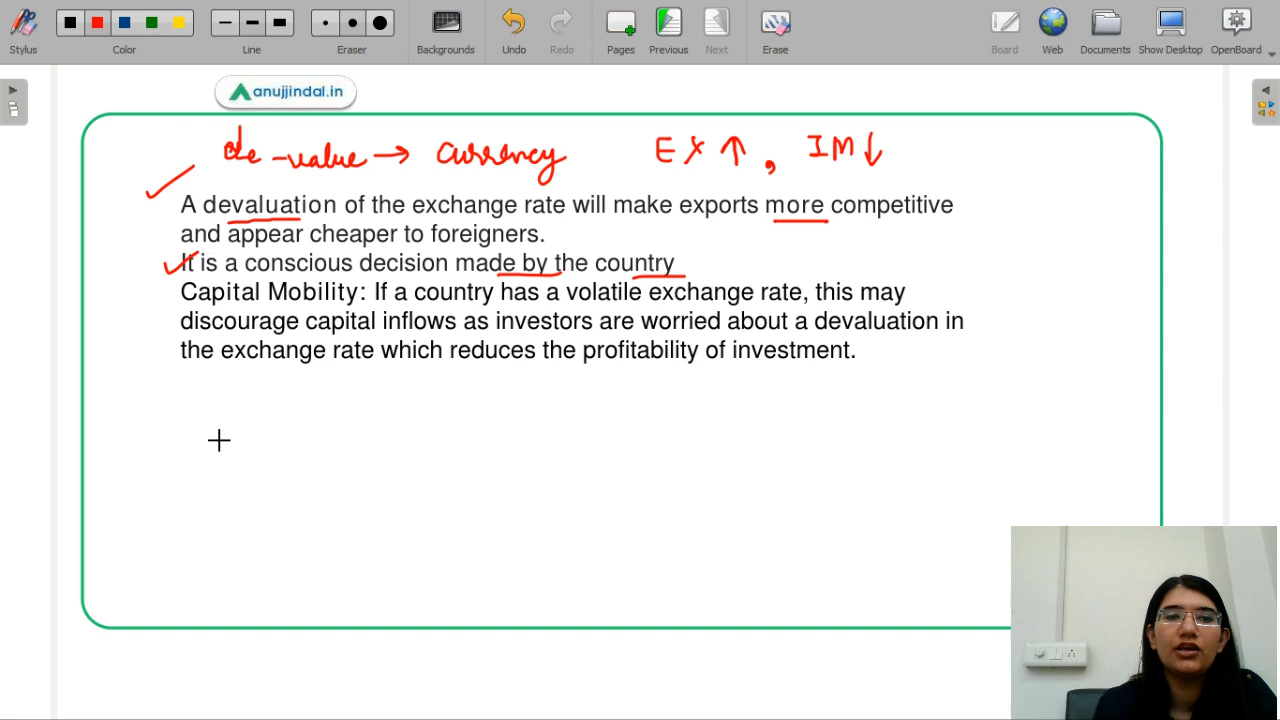 Stylus
Color
Line
Eraser
Backgrounds
Undo
Redo
Pages
Previous
Next
Erase
Board
Web
Documents
Show Desktop
OpenBoard
anujjindal.in
de-value → currency EX ↑, IM ↓
A devaluation of the exchange rate will make exports more competitive
and appear cheaper to foreigners.
It is a conscious decision made by the country
Capital Mobility: If a country has a volatile exchange rate, this may
discourage capital inflows as investors are worried about a devaluation in
the exchange rate which reduces the profitability of investment.